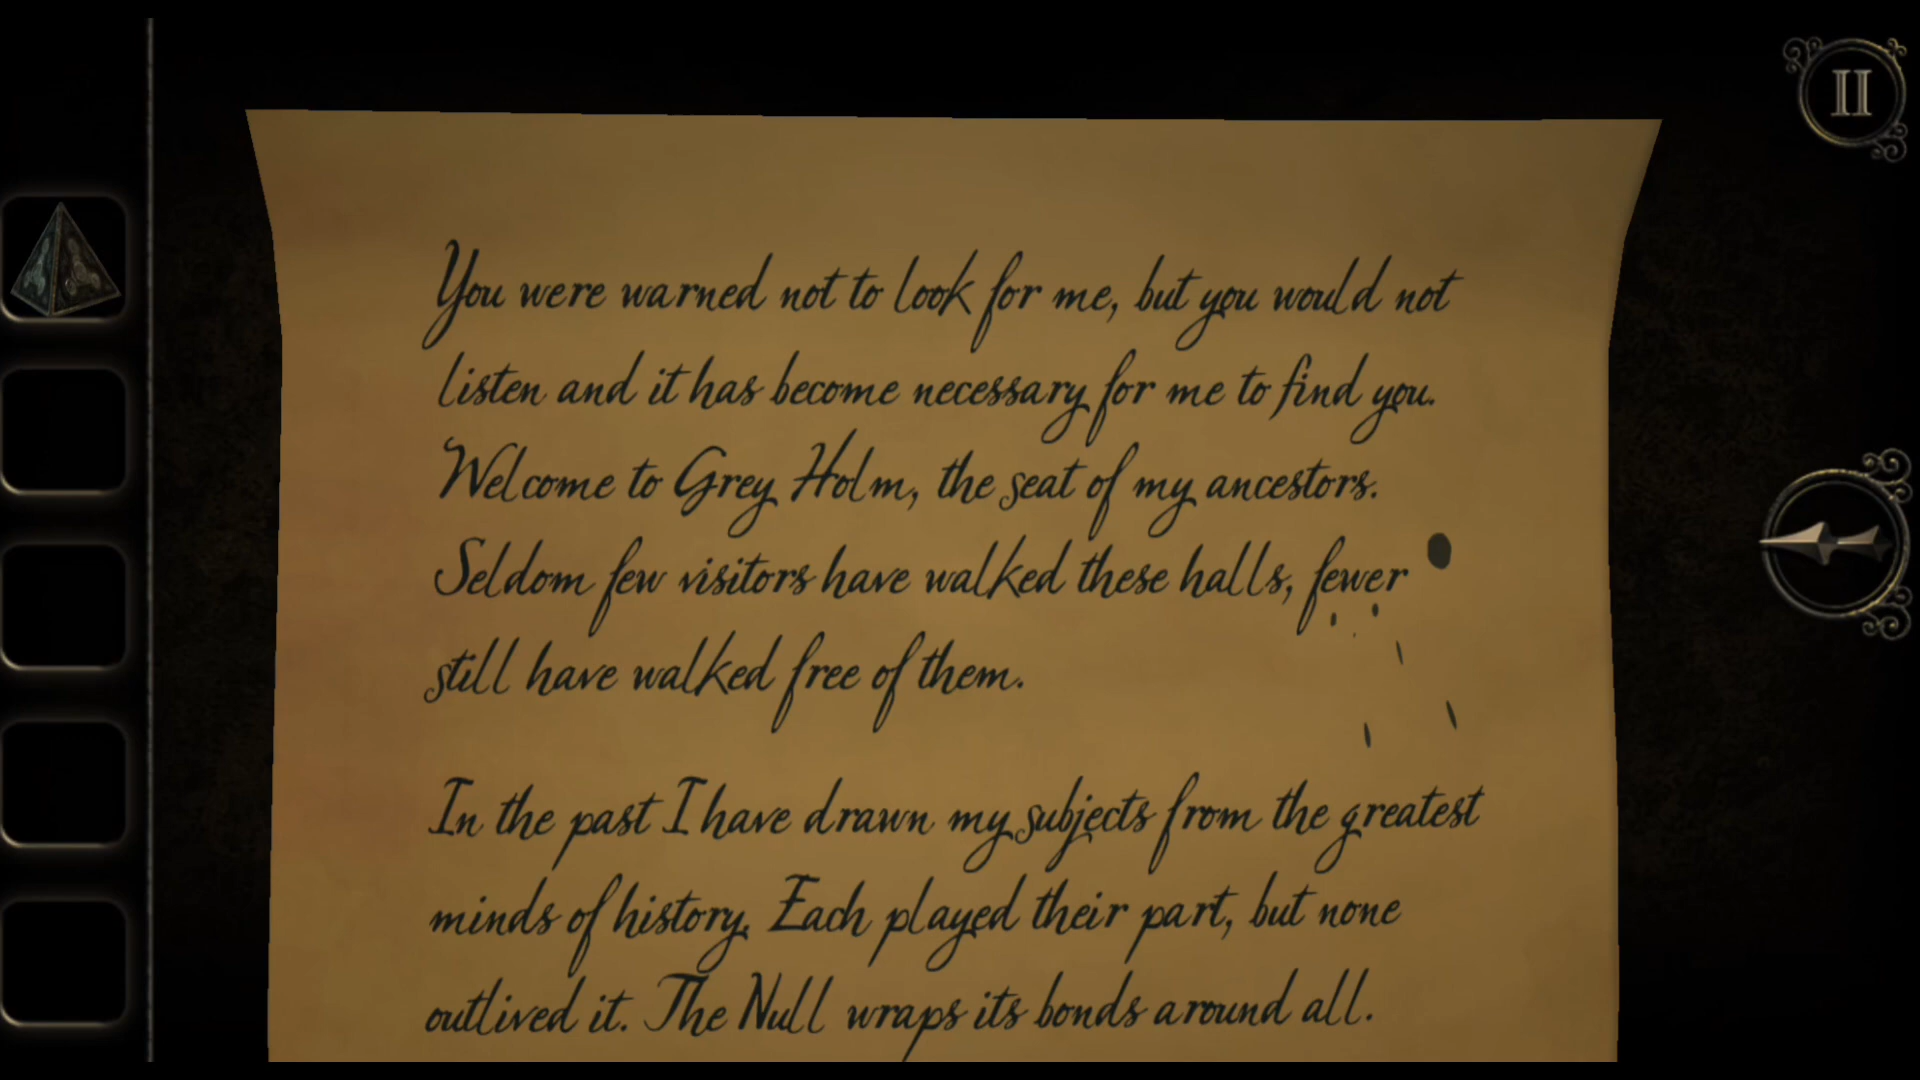 II
You were warned not to look for me, but you would not
listen and it has become necessary for me to find you.
Welcome to Grey Holm, the seat of my ancestors.
Seldom few visitors have walked these halls, fewer
still have walked free of them.
In the past I have drawn my subjects from the greatest
minds of history. Each played their part, but none
outlived it. The Null wraps its bonds around all.